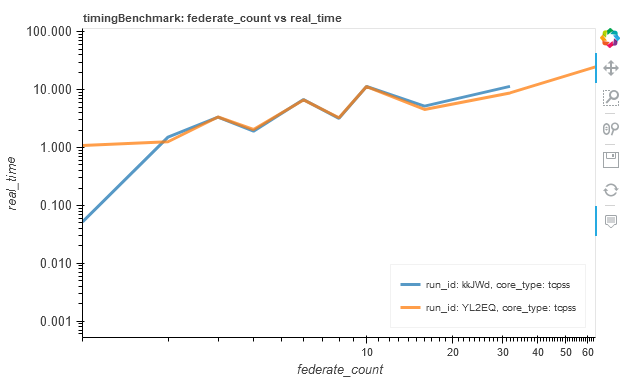 timingBenchmark: federate_count vs real_time
100.000
10.000
1.000
0.100
0.010
0.001
real_time
run_id: kkJWd, core_type: tcpss
run_id: YL2EQ, core_type: tcpss
10
20
30
40
50
60
federate_count